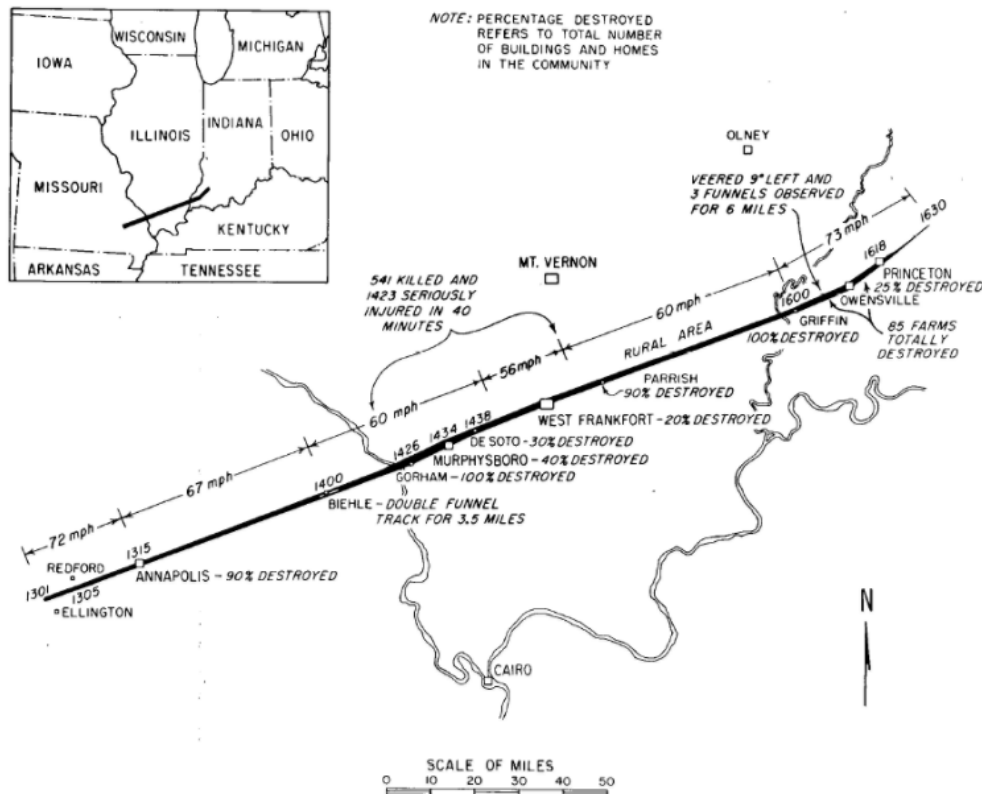 NOTE: PERCENTAGE DESTROYED
REFERS TO TOTAL NUMBER
OF BUILDINGS AND HOMES
IN THE COMMUNITY
WISCONSIN
MICHIGAN
IOWA
ILLINOIS
INDIANA
OHIO
MISSOURI
KENTUCKY
ARKANSAS
TENNESSEE
OLNEY
VEERED 9° LEFT AND
3 FUNNELS OBSERVED
FOR 6 MILES
73 mph
1630
1618
PRINCETON
25% DESTROYED
OWENSVILLE
MT. VERNON
541 KILLED AND
1423 SERIOUSLY
INJURED IN 40
MINUTES
60 mph
1600
GRIFFIN
100% DESTROYED
85 FARMS
TOTALLY
DESTROYED
RURAL AREA
56 mph
PARRISH
90% DESTROYED
60 mph
WEST FRANKFORT – 20% DESTROYED
1438
DE SOTO – 30% DESTROYED
1434
MURPHYSBORO – 40% DESTROYED
1426
GORHAM – 100% DESTROYED
67 mph
1400
BIEHLE – DOUBLE FUNNEL
TRACK FOR 3.5 MILES
72 mph
1315
ANNAPOLIS – 90% DESTROYED
REDFORD
1301
1305
ELLINGTON
N
CAIRO
SCALE OF MILES
0 10 20 30 40 50